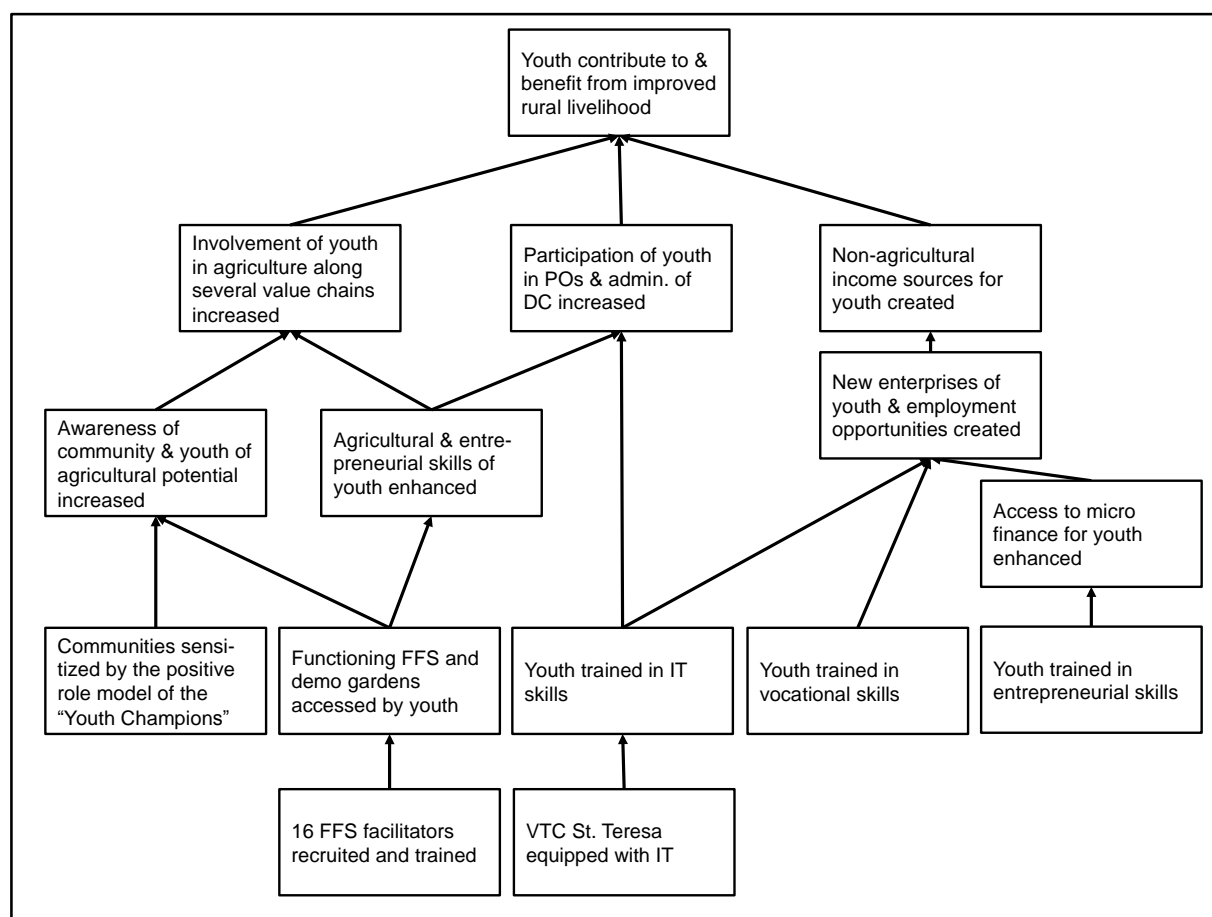 Youth contribute to &
benefit from improved
rural livelihood
Involvement of youth
in agriculture along
several value chains
increased
Participation of youth
in POs & admin. of
DC increased
Non-agricultural
income sources for
youth created
New enterprises of
youth & employment
opportunities created
Awareness of
community & youth of
agricultural potential
increased
Agricultural & entre-
preneurial skills of
youth enhanced
Access to micro
finance for youth
enhanced
Communities sensi-
tized by the positive
role model of the
“Youth Champions”
Functioning FFS and
demo gardens
accessed by youth
Youth trained in IT
skills
Youth trained in
vocational skills
Youth trained in
entrepreneurial skills
16 FFS facilitators
recruited and trained
VTC St. Teresa
equipped with IT